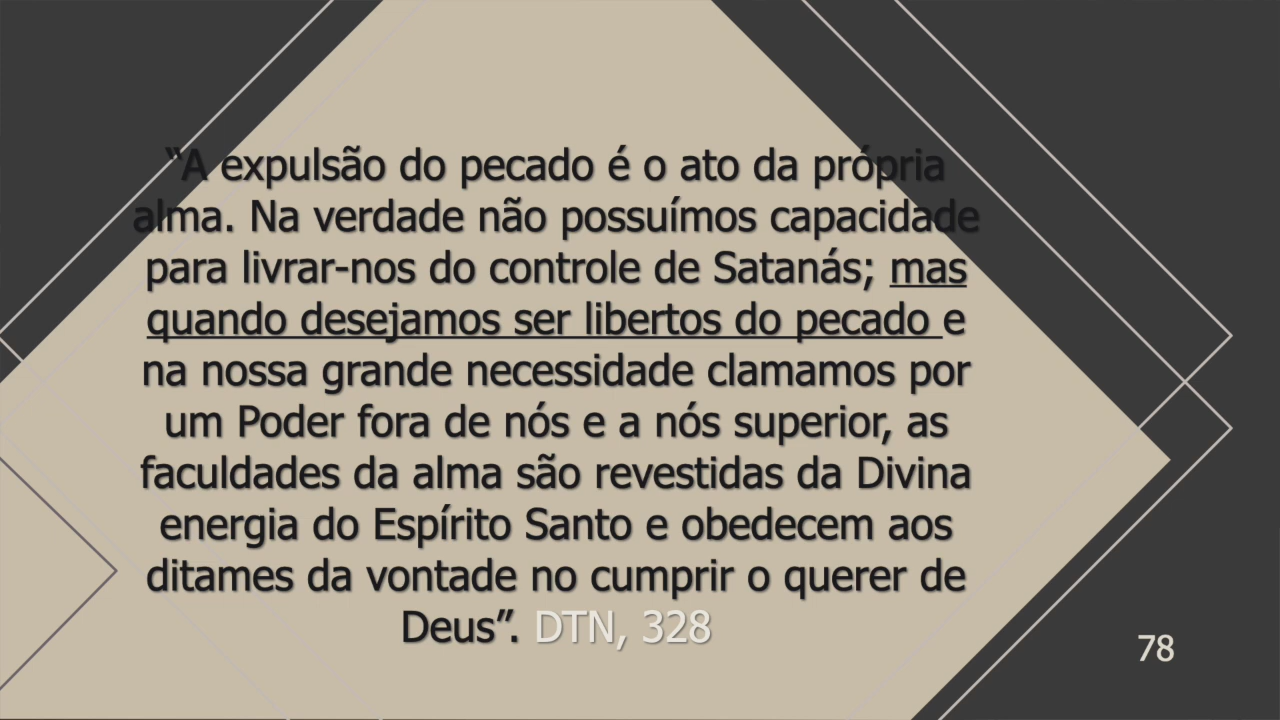 “A expulsão do pecado é o ato da própria
alma. Na verdade não possuímos capacidade
para livrar-nos do controle de Satanás; mas
quando desejamos ser libertos do pecado e
na nossa grande necessidade clamamos por
um Poder fora de nós e a nós superior, as
faculdades da alma são revestidas da Divina
energia do Espírito Santo e obedecem aos
ditames da vontade no cumprir o querer de
Deus”. DTN, 328
78